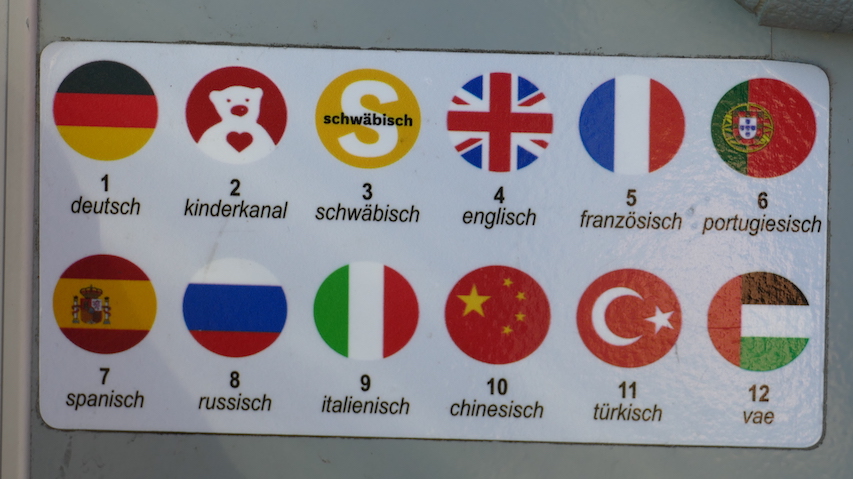 S
schwäbisch
1 2 3 4 5 6
deutsch kinderkanal schwäbisch englisch französisch portugiesisch
7 8 9 10 11 12
spanisch russisch italienisch chinesisch türkisch vae